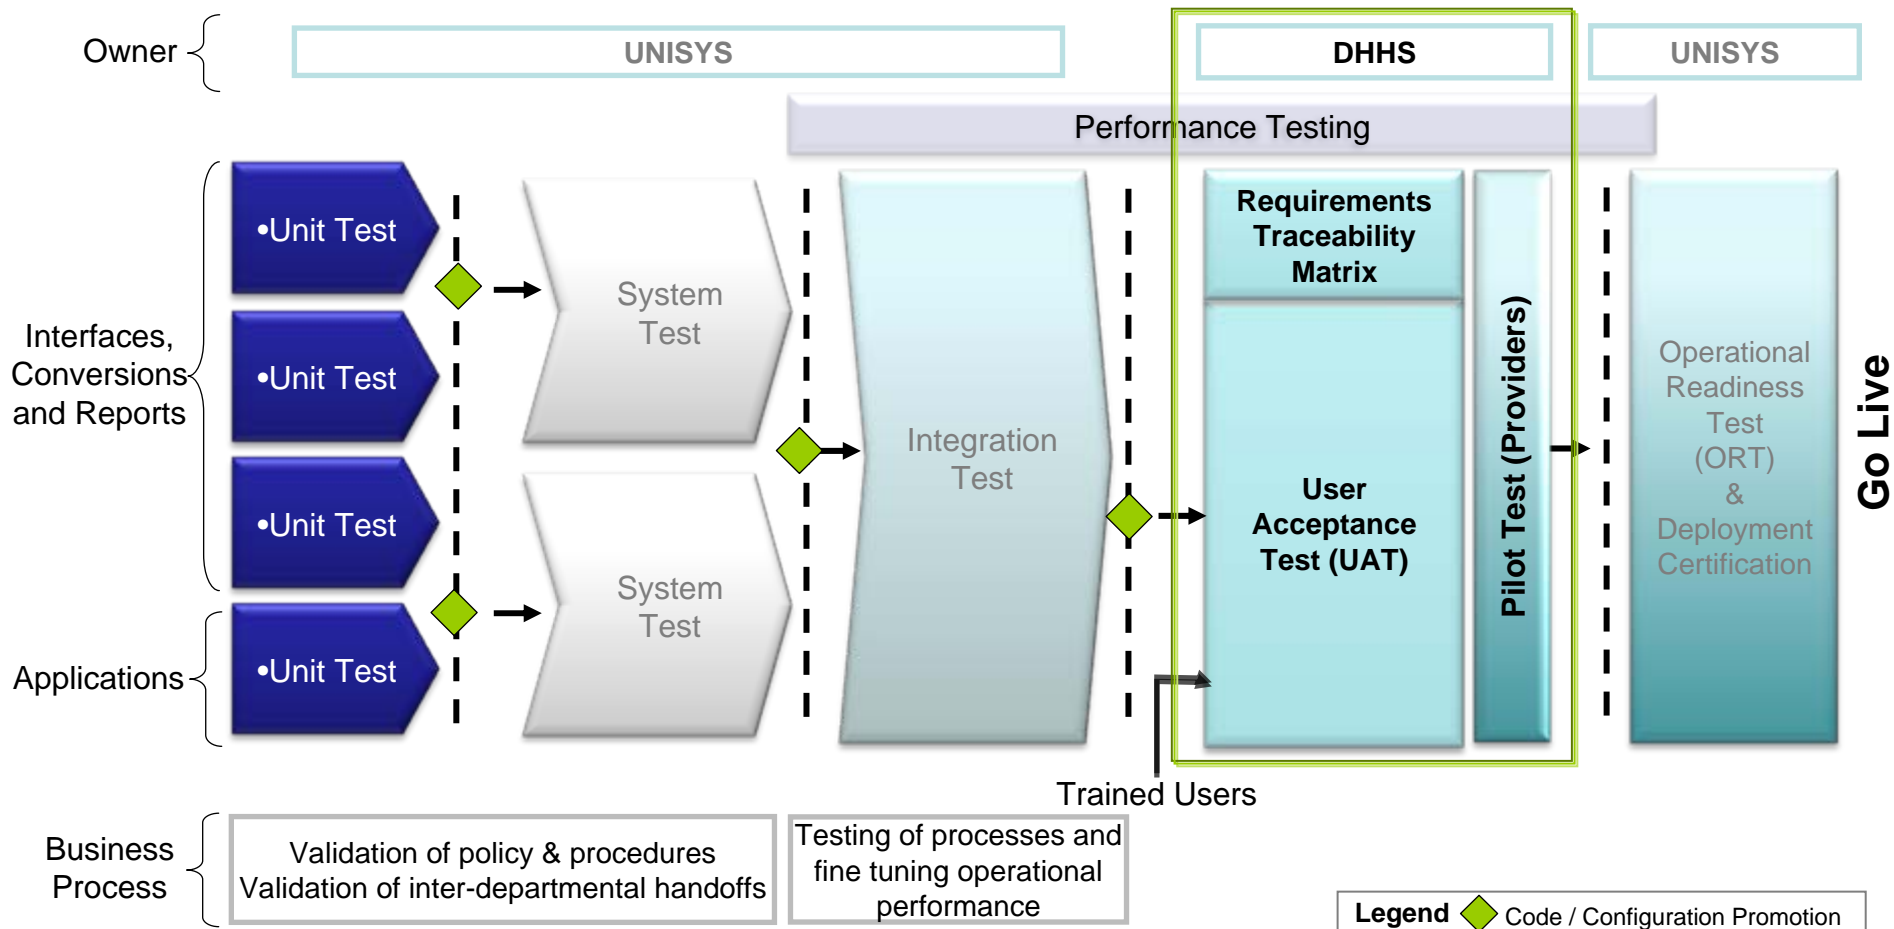 Owner
UNISYS
DHHS
UNISYS
Performance Testing
Interfaces,
Conversions
and Reports
Applications
•Unit Test
•Unit Test
•Unit Test
•Unit Test
System
Test
System
Test
Integration
Test
Requirements
Traceability
Matrix
User
Acceptance
Test (UAT)
Pilot Test (Providers)
Operational
Readiness
Test
(ORT)
&
Deployment
Certification
Go Live
Trained Users
Business
Process
Validation of policy & procedures
Validation of inter-departmental handoffs
Testing of processes and
fine tuning operational
performance
Legend Code / Configuration Promotion